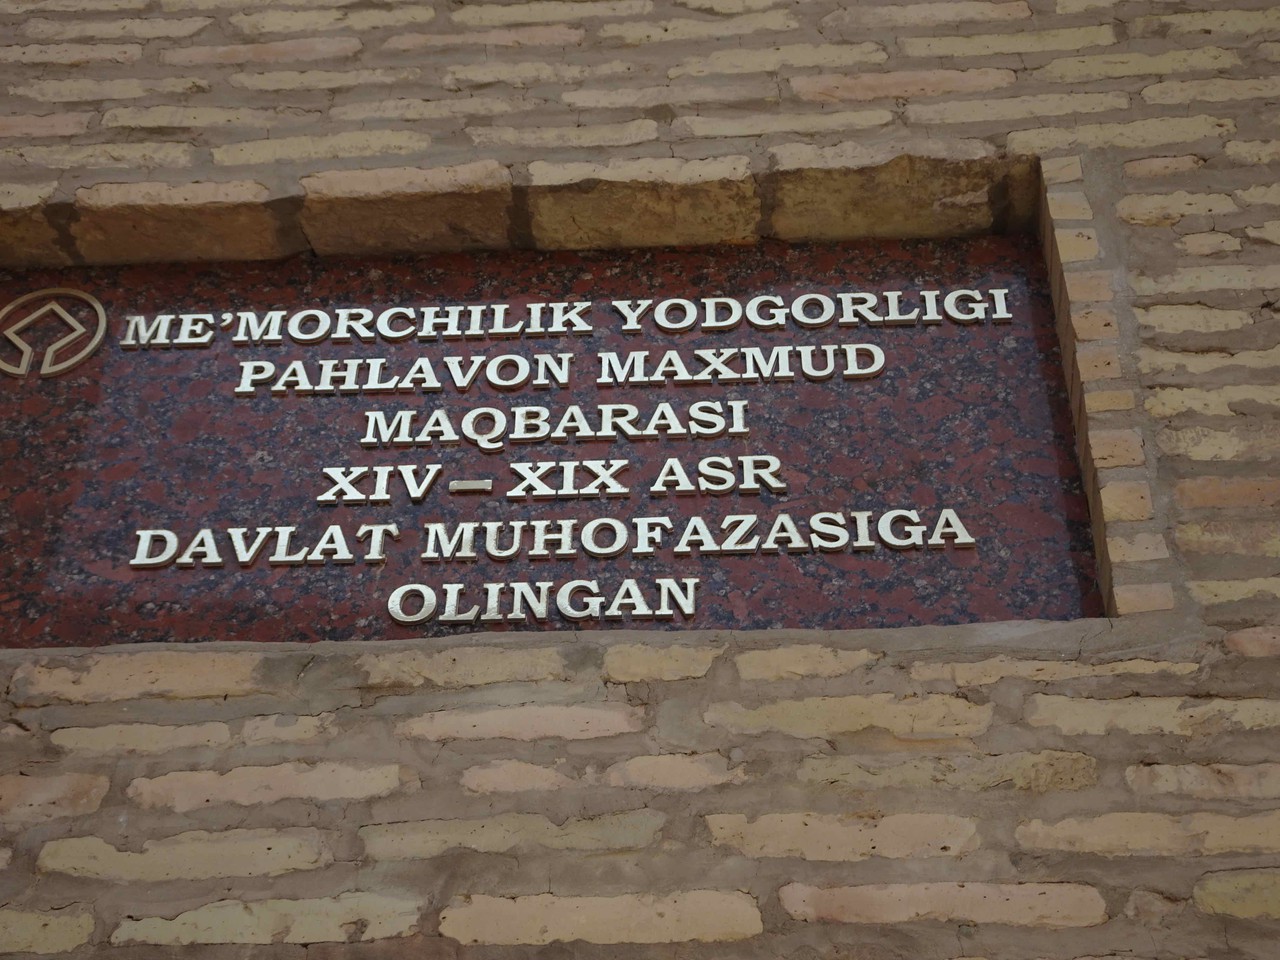 ME’MORCHILIK YODGORLIGI
PAHLAVON MAXMUD
MAQBARASI
XIV – XIX ASR
DAVLAT MUHOFAZASIGA
OLINGAN